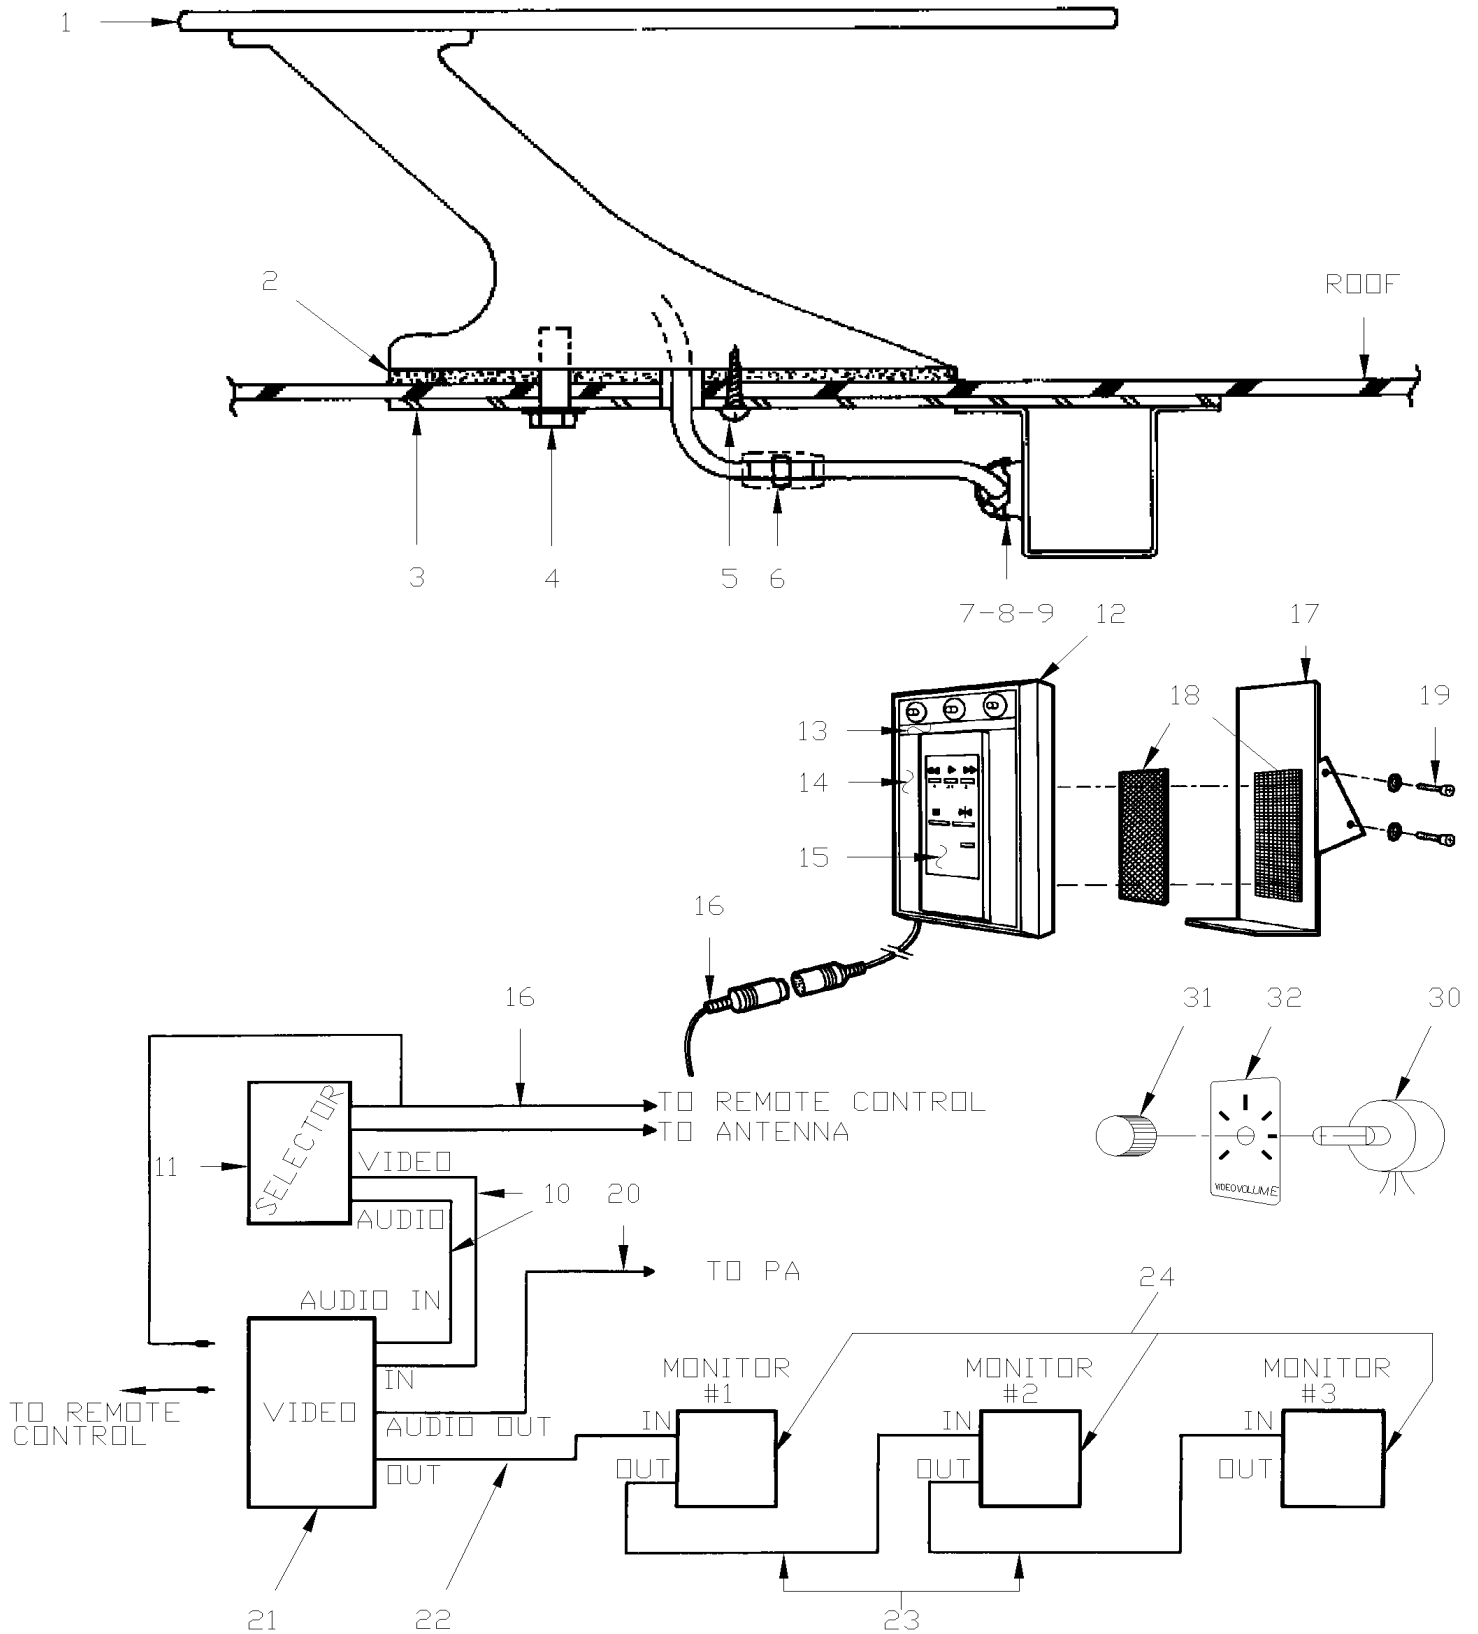 1
2
ROOF
3
4
5
6
7-8-9
12
17
13
14
15
18
19
16
16
31
32
30
TO REMOTE CONTROL
TO ANTENNA
SELECTOR
11
VIDEO
AUDIO
10
20
VIDEO VOLUME
TO PA
24
AUDIO IN
IN
VIDEO
AUDIO OUT
OUT
TO REMOTE
CONTROL
MONITOR
#1
IN
OUT
MONITOR
#2
IN
OUT
MONITOR
#3
IN
OUT
21
22
23